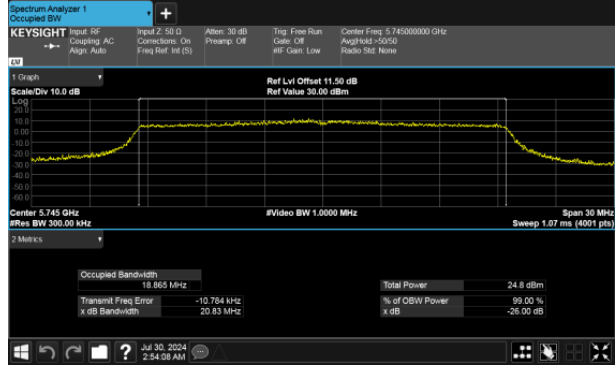 Spectrum Analyzer 1
Occupied BW
+
KEYSIGHT Input: RF Input Z: 50 Ω Atten: 30 dB Trig: Free Run Center Freq: 5.745000000 GHz
Coupling: AC Corrections: On Preamp: Off Gate: Off Avg|Hold:>50/50
Align: Auto Freq Ref: Int (S) #IF Gain: Low Radio Std: None
LXI
1 Graph
Ref Lvl Offset 11.50 dB
Scale/Div 10.0 dB Ref Value 30.00 dBm
Log
20.0
10.0
0.00
-10.0
-20.0
-30.0
-40.0
-50.0
-60.0
Center 5.745 GHz #Video BW 1.0000 MHz Span 30 MHz
#Res BW 300.00 kHz Sweep 1.07 ms (4001 pts)
2 Metrics
Occupied Bandwidth
18.865 MHz Total Power 24.8 dBm
Transmit Freq Error -10.784 kHz % of OBW Power 99.00 %
x dB Bandwidth 20.83 MHz x dB -26.00 dB
? Jul 30, 2024
2:54:08 AM